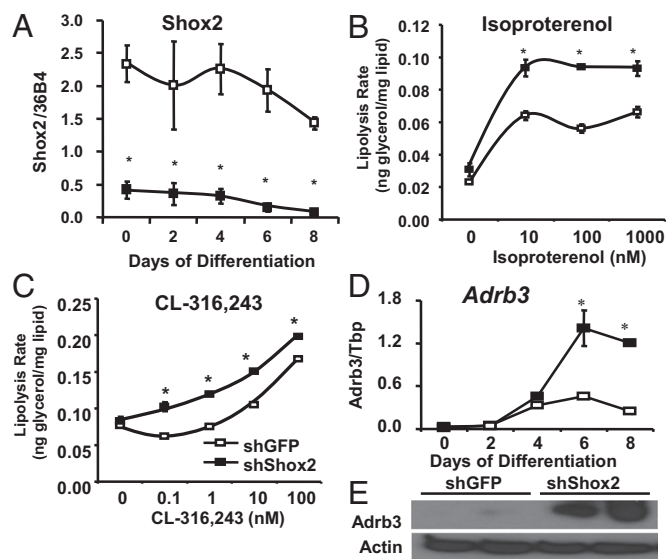 A
Shox2
Shox2/36B4
3.0
2.5
2.0
1.5
1.0
0.5
0.0
* * * * *
0 2 4 6 8
Days of Differentiation
B
Isoproterenol
Lipolysis Rate
(ng glycerol/mg lipid)
0.12
0.10
0.08
0.06
0.04
0.02
0.00
* * *
0 10 100 1000
Isoproterenol (nM)
C
CL-316,243
Lipolysis Rate
(ng glycerol/mg lipid)
0.20
0.15
0.10
0.05
0.00
* * * *
shGFP
shShox2
0 0.1 1 10 100
CL-316,243 (nM)
D
Adrb3
Adrb3/Tbp
1.8
1.2
0.6
0.0
* *
0 2 4 6 8
Days of Differentiation
E
shGFP shShox2
Adrb3
Actin